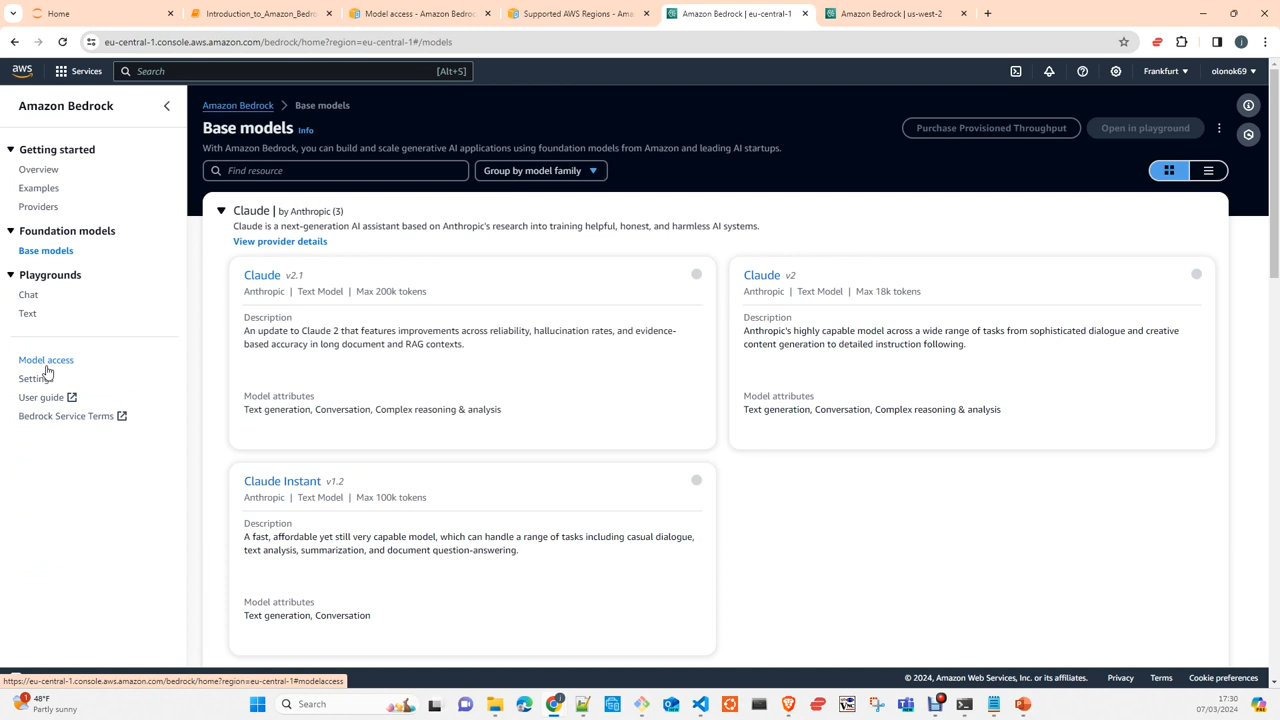 Home
Introduction_to_Amazon_Bedr
Model access - Amazon Bedroc
Supported AWS Regions - Amaz
Amazon Bedrock | eu-central-1
Amazon Bedrock | us-west-2
eu-central-1.console.aws.amazon.com/bedrock/home?region=eu-central-1#/models
aws
Services
Search
[Alt+S]
Frankfurt
olonok69
Amazon Bedrock
Getting started
Overview
Examples
Providers
Foundation models
Base models
Playgrounds
Chat
Text
Model access
Settings
User guide
Bedrock Service Terms
Amazon Bedrock > Base models
Base models Info
Purchase Provisioned Throughput
Open in playground
With Amazon Bedrock, you can build and scale generative AI applications using foundation models from Amazon and leading AI startups.
Find resource
Group by model family
Claude | by Anthropic (3)
Claude is a next-generation AI assistant based on Anthropic's research into training helpful, honest, and harmless AI systems.
View provider details
Claude v2.1
Anthropic | Text Model | Max 200k tokens
Description
An update to Claude 2 that features improvements across reliability, hallucination rates, and evidence-
based accuracy in long document and RAG contexts.
Model attributes
Text generation, Conversation, Complex reasoning & analysis
Claude v2
Anthropic | Text Model | Max 18k tokens
Description
Anthropic's highly capable model across a wide range of tasks from sophisticated dialogue and creative
content generation to detailed instruction following.
Model attributes
Text generation, Conversation, Complex reasoning & analysis
Claude Instant v1.2
Anthropic | Text Model | Max 100k tokens
Description
A fast, affordable yet still very capable model, which can handle a range of tasks including casual dialogue,
text analysis, summarization, and document question-answering.
Model attributes
Text generation, Conversation
https://eu-central-1.console.aws.amazon.com/bedrock/home?region=eu-central-1#modelaccess
© 2024, Amazon Web Services, Inc. or its affiliates.
Privacy
Terms
Cookie preferences
48°F
Partly sunny
Search
17:30
07/03/2024